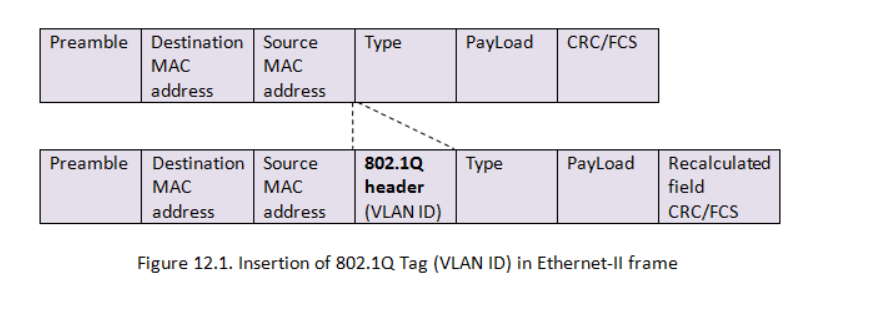 Preamble Destination Source Type PayLoad CRC/FCS
MAC MAC
address address
Preamble Destination Source 802.1Q Type PayLoad Recalculated
MAC MAC header field
address address (VLAN ID) CRC/FCS
Figure 12.1. Insertion of 802.1Q Tag (VLAN ID) in Ethernet-II frame